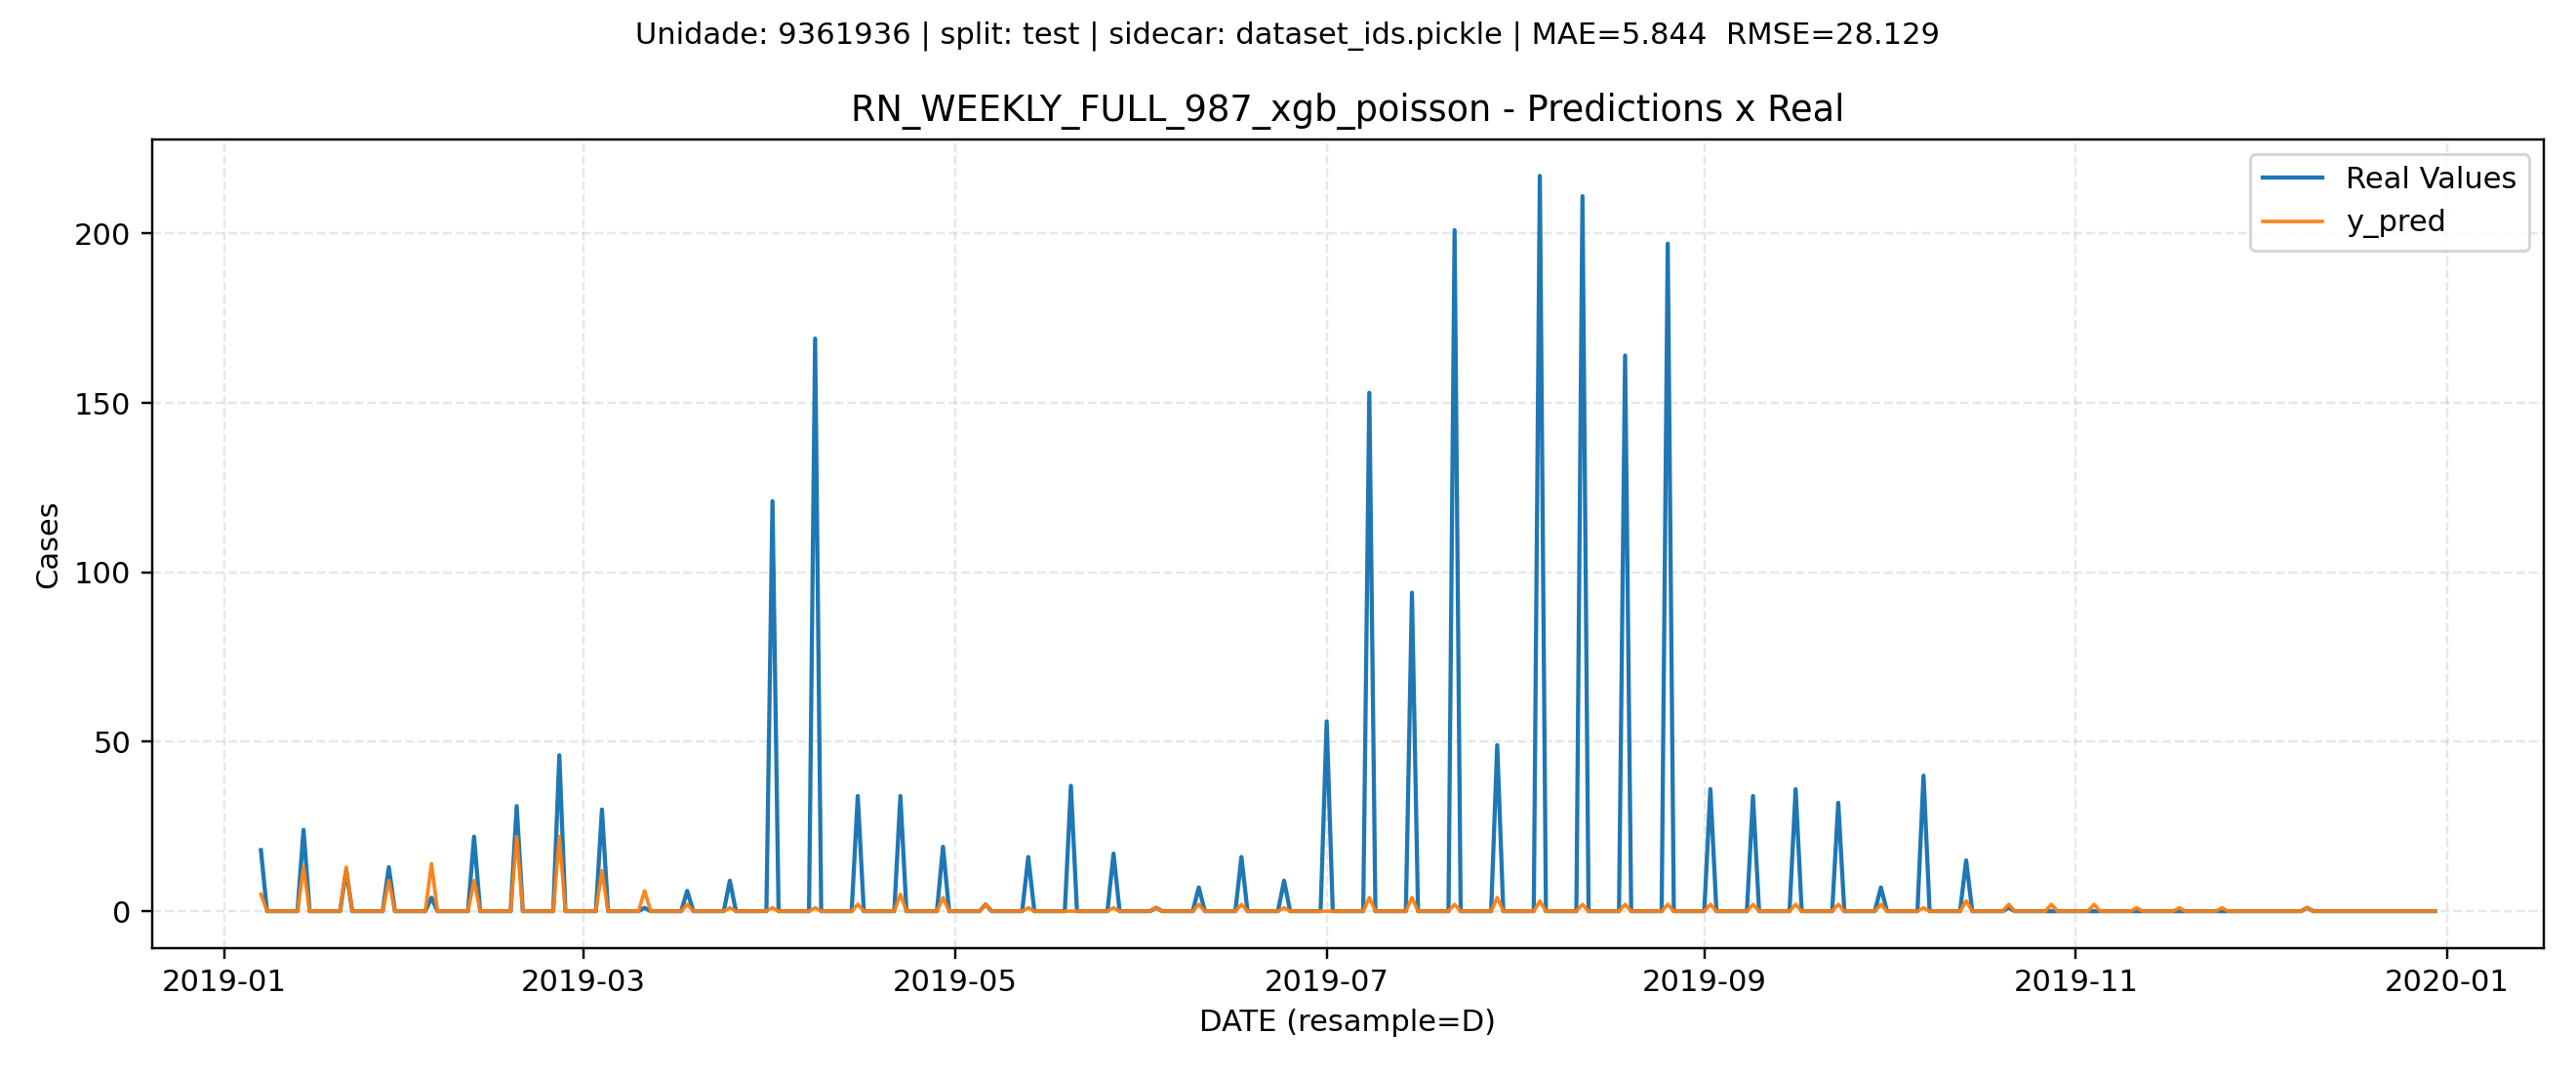 Unidade: 9361936 | split: test | sidecar: dataset_ids.pickle | MAE=5.844  RMSE=28.129
RN_WEEKLY_FULL_987_xgb_poisson - Predictions x Real
Real Values
y_pred
200
150
100
50
0
Cases
2019-01 2019-03 2019-05 2019-07 2019-09 2019-11 2020-01
DATE (resample=D)